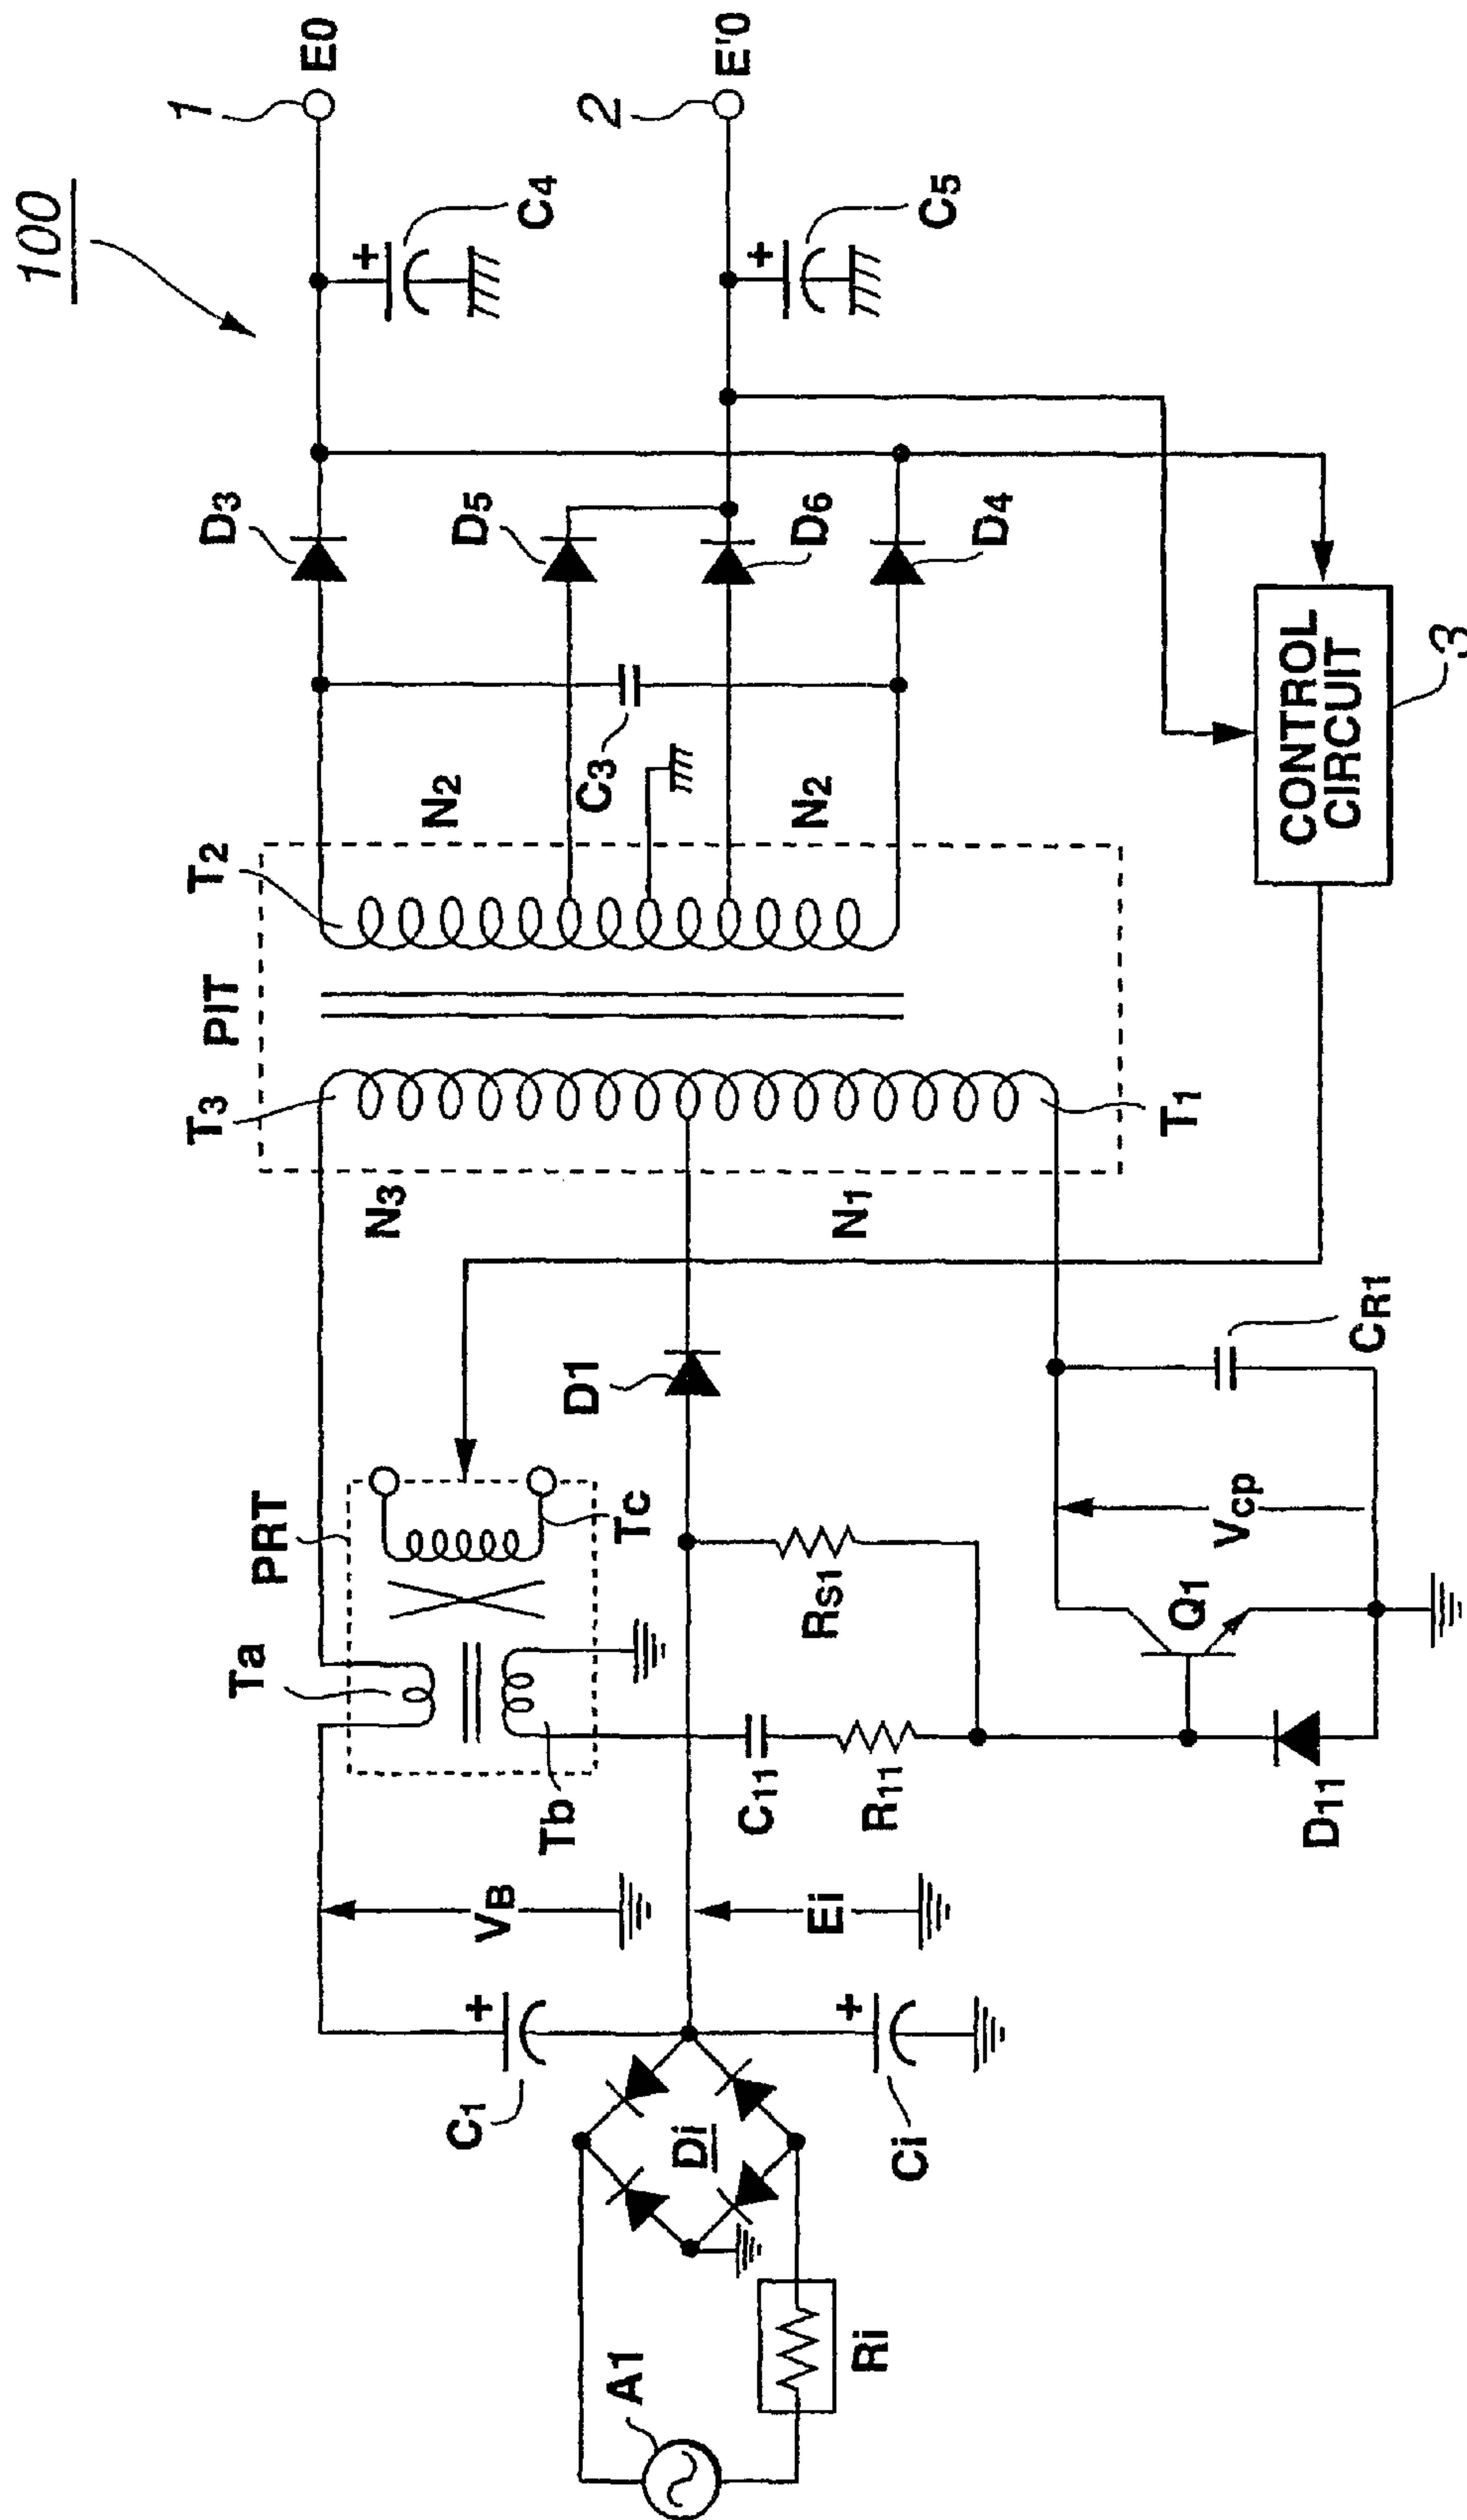 100
1
E0
2
E'0
C4
+
C5
+
D3
D5
D6
D4
C3
N2
N2
CONTROL
CIRCUIT
3
T2
PIT
T3
T1
N3
N1
D1
CR1
PRT
Tc
Ta
Tb
RS1
Q1
Vcp
C11
R11
D11
VB
Ei
C1
+
Ci
+
Di
A1
Ri